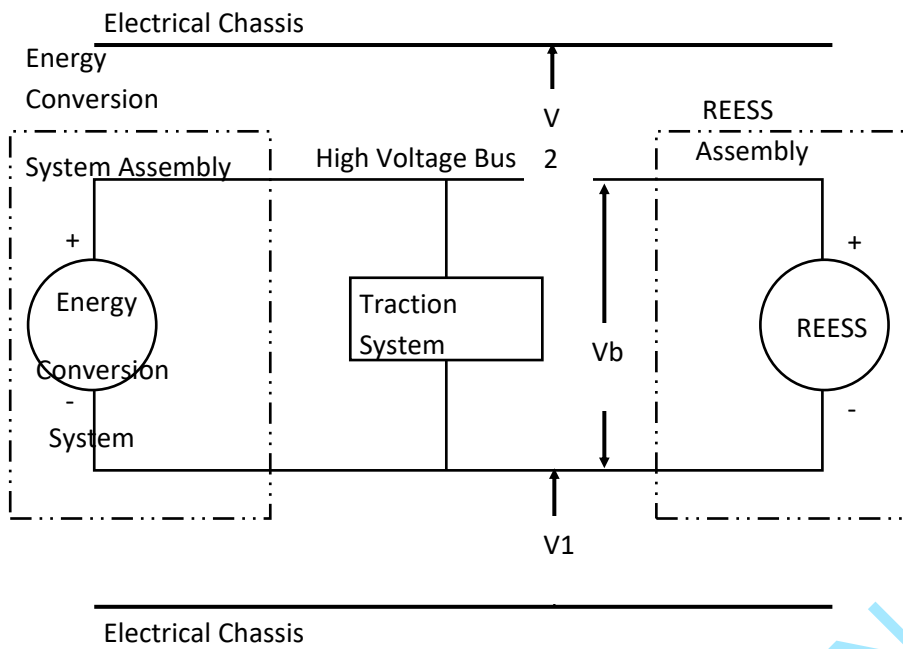 Electrical Chassis
Energy
Conversion
System Assembly
V
2
REESS
Assembly
High Voltage Bus
+
Energy
Conversion
-
System
Traction
System
Vb
+
REESS
-
V1
Electrical Chassis